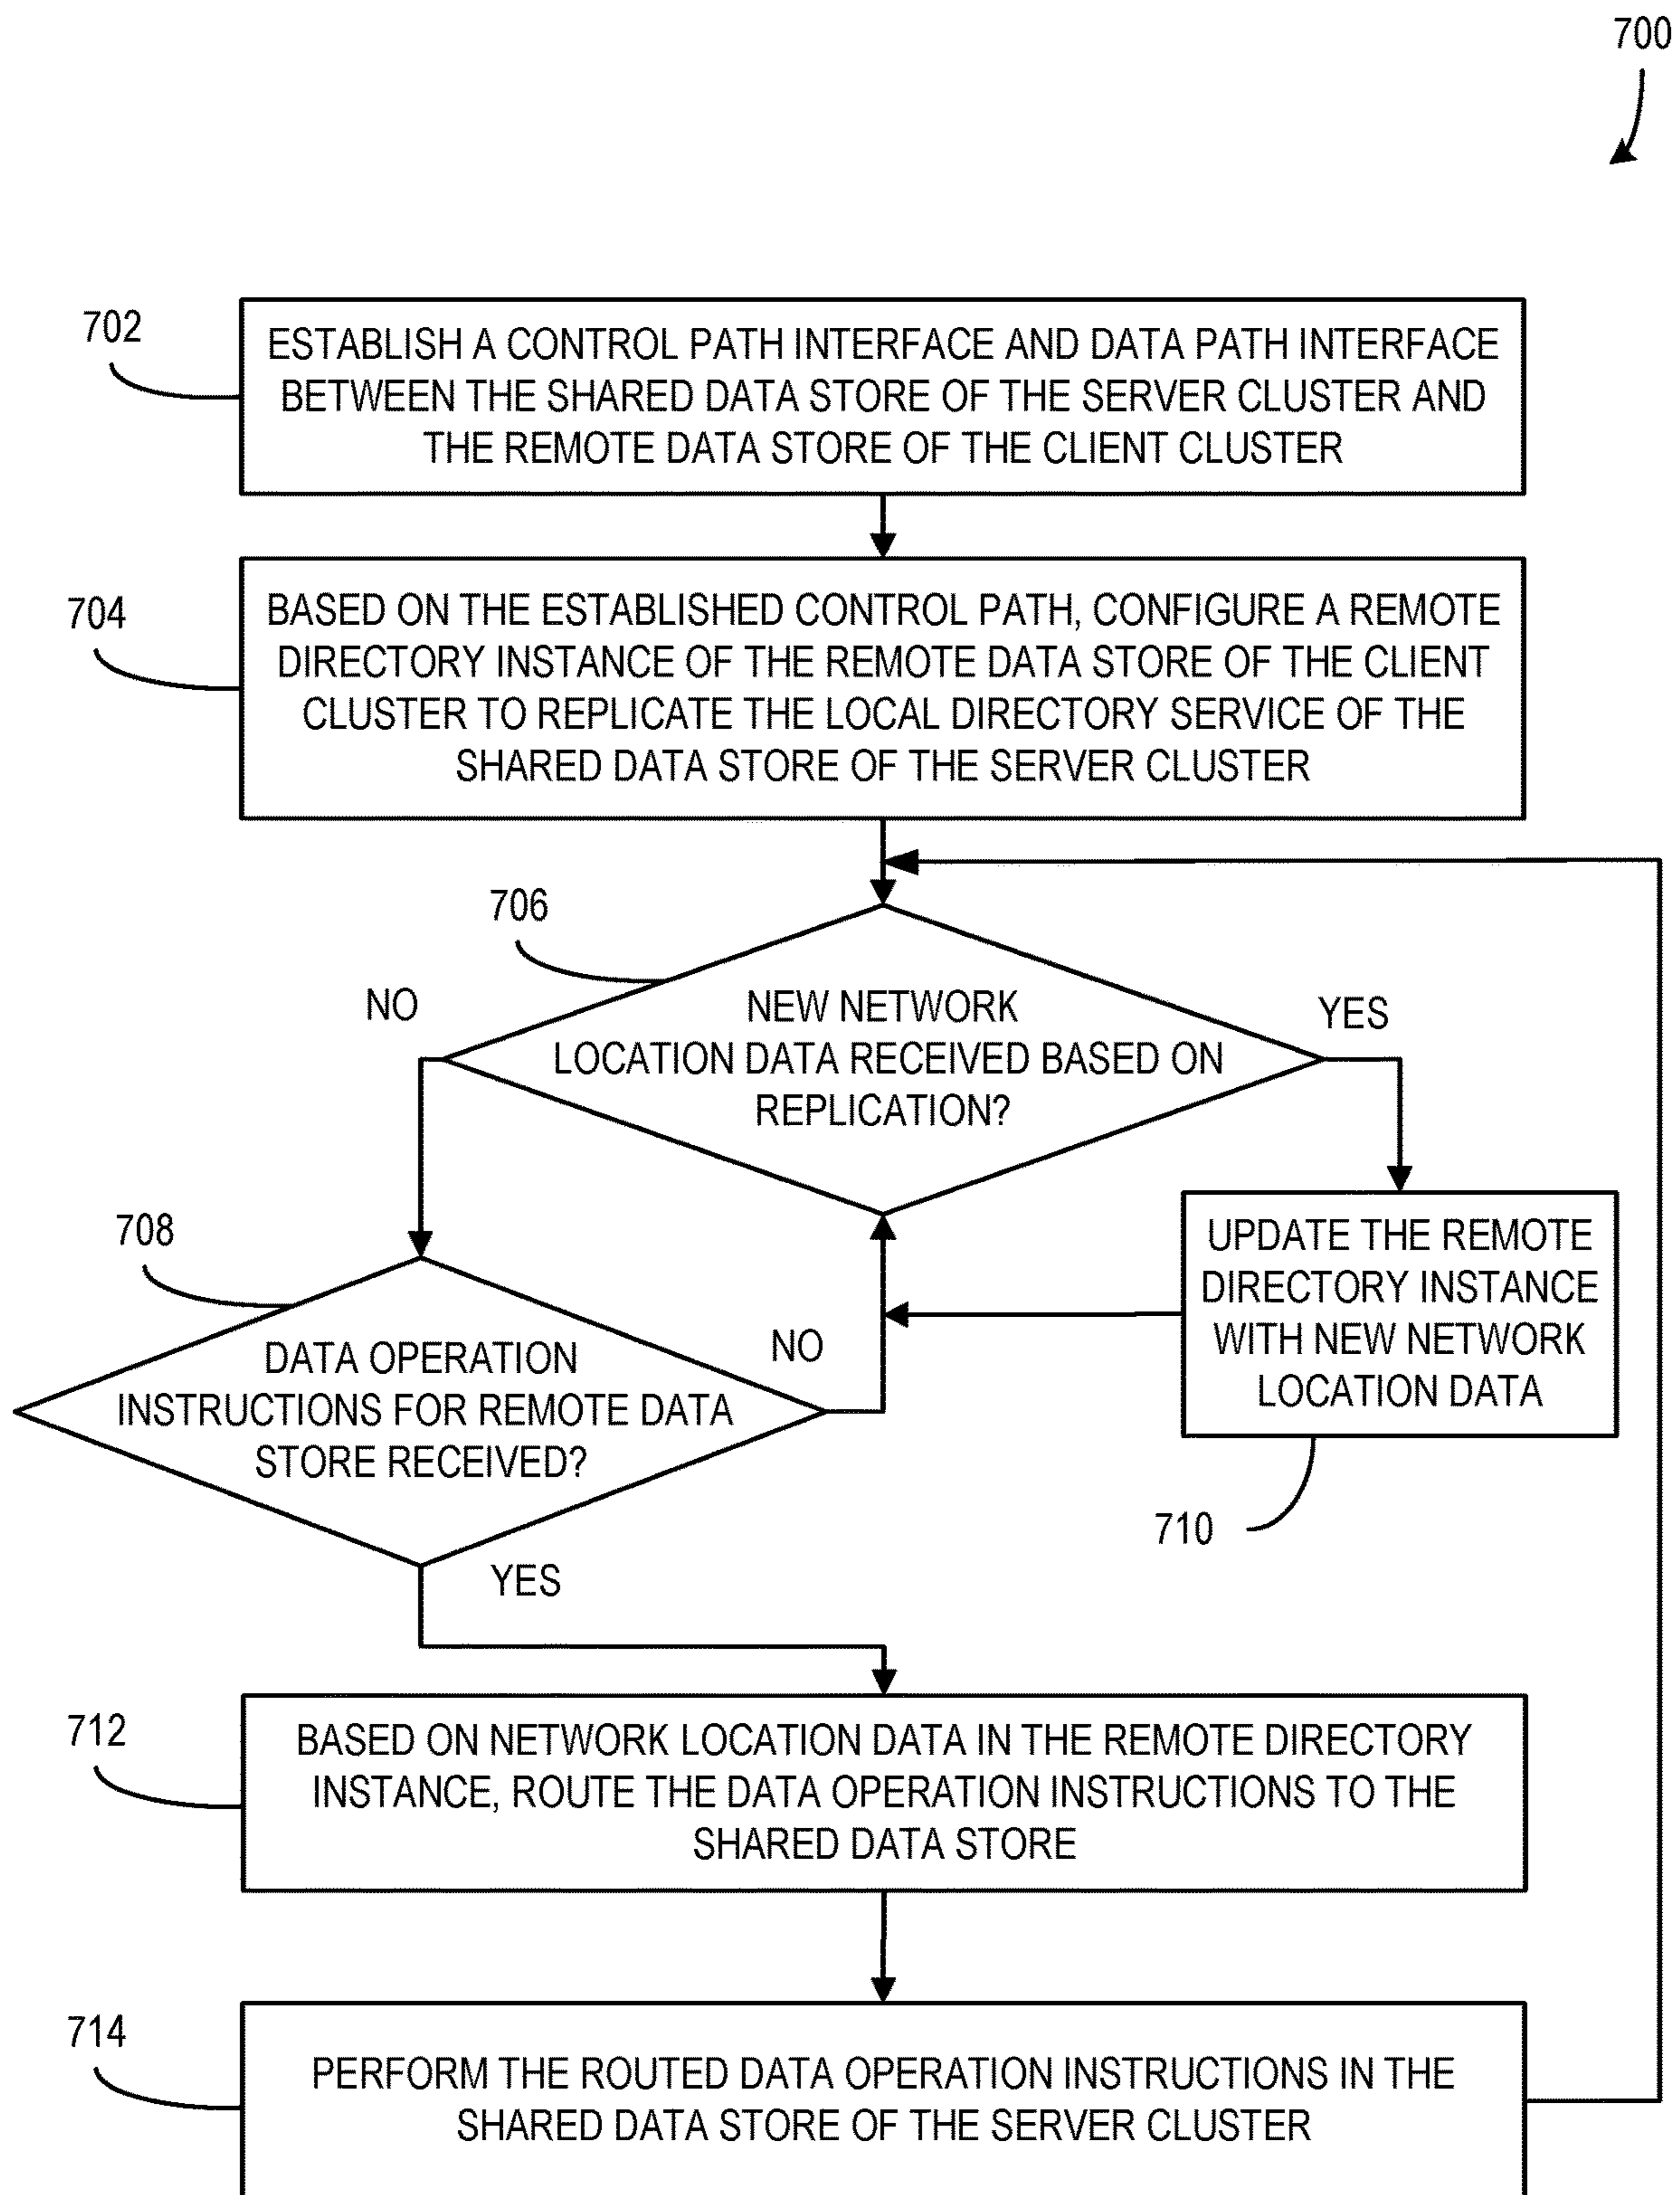 700
702
ESTABLISH A CONTROL PATH INTERFACE AND DATA PATH INTERFACE
BETWEEN THE SHARED DATA STORE OF THE SERVER CLUSTER AND
THE REMOTE DATA STORE OF THE CLIENT CLUSTER
704
BASED ON THE ESTABLISHED CONTROL PATH, CONFIGURE A REMOTE
DIRECTORY INSTANCE OF THE REMOTE DATA STORE OF THE CLIENT
CLUSTER TO REPLICATE THE LOCAL DIRECTORY SERVICE OF THE
SHARED DATA STORE OF THE SERVER CLUSTER
706
NO
NEW NETWORK
LOCATION DATA RECEIVED BASED ON
REPLICATION?
YES
708
DATA OPERATION
INSTRUCTIONS FOR REMOTE DATA
STORE RECEIVED?
NO
YES
UPDATE THE REMOTE
DIRECTORY INSTANCE
WITH NEW NETWORK
LOCATION DATA
710
712
BASED ON NETWORK LOCATION DATA IN THE REMOTE DIRECTORY
INSTANCE, ROUTE THE DATA OPERATION INSTRUCTIONS TO THE
SHARED DATA STORE
714
PERFORM THE ROUTED DATA OPERATION INSTRUCTIONS IN THE
SHARED DATA STORE OF THE SERVER CLUSTER